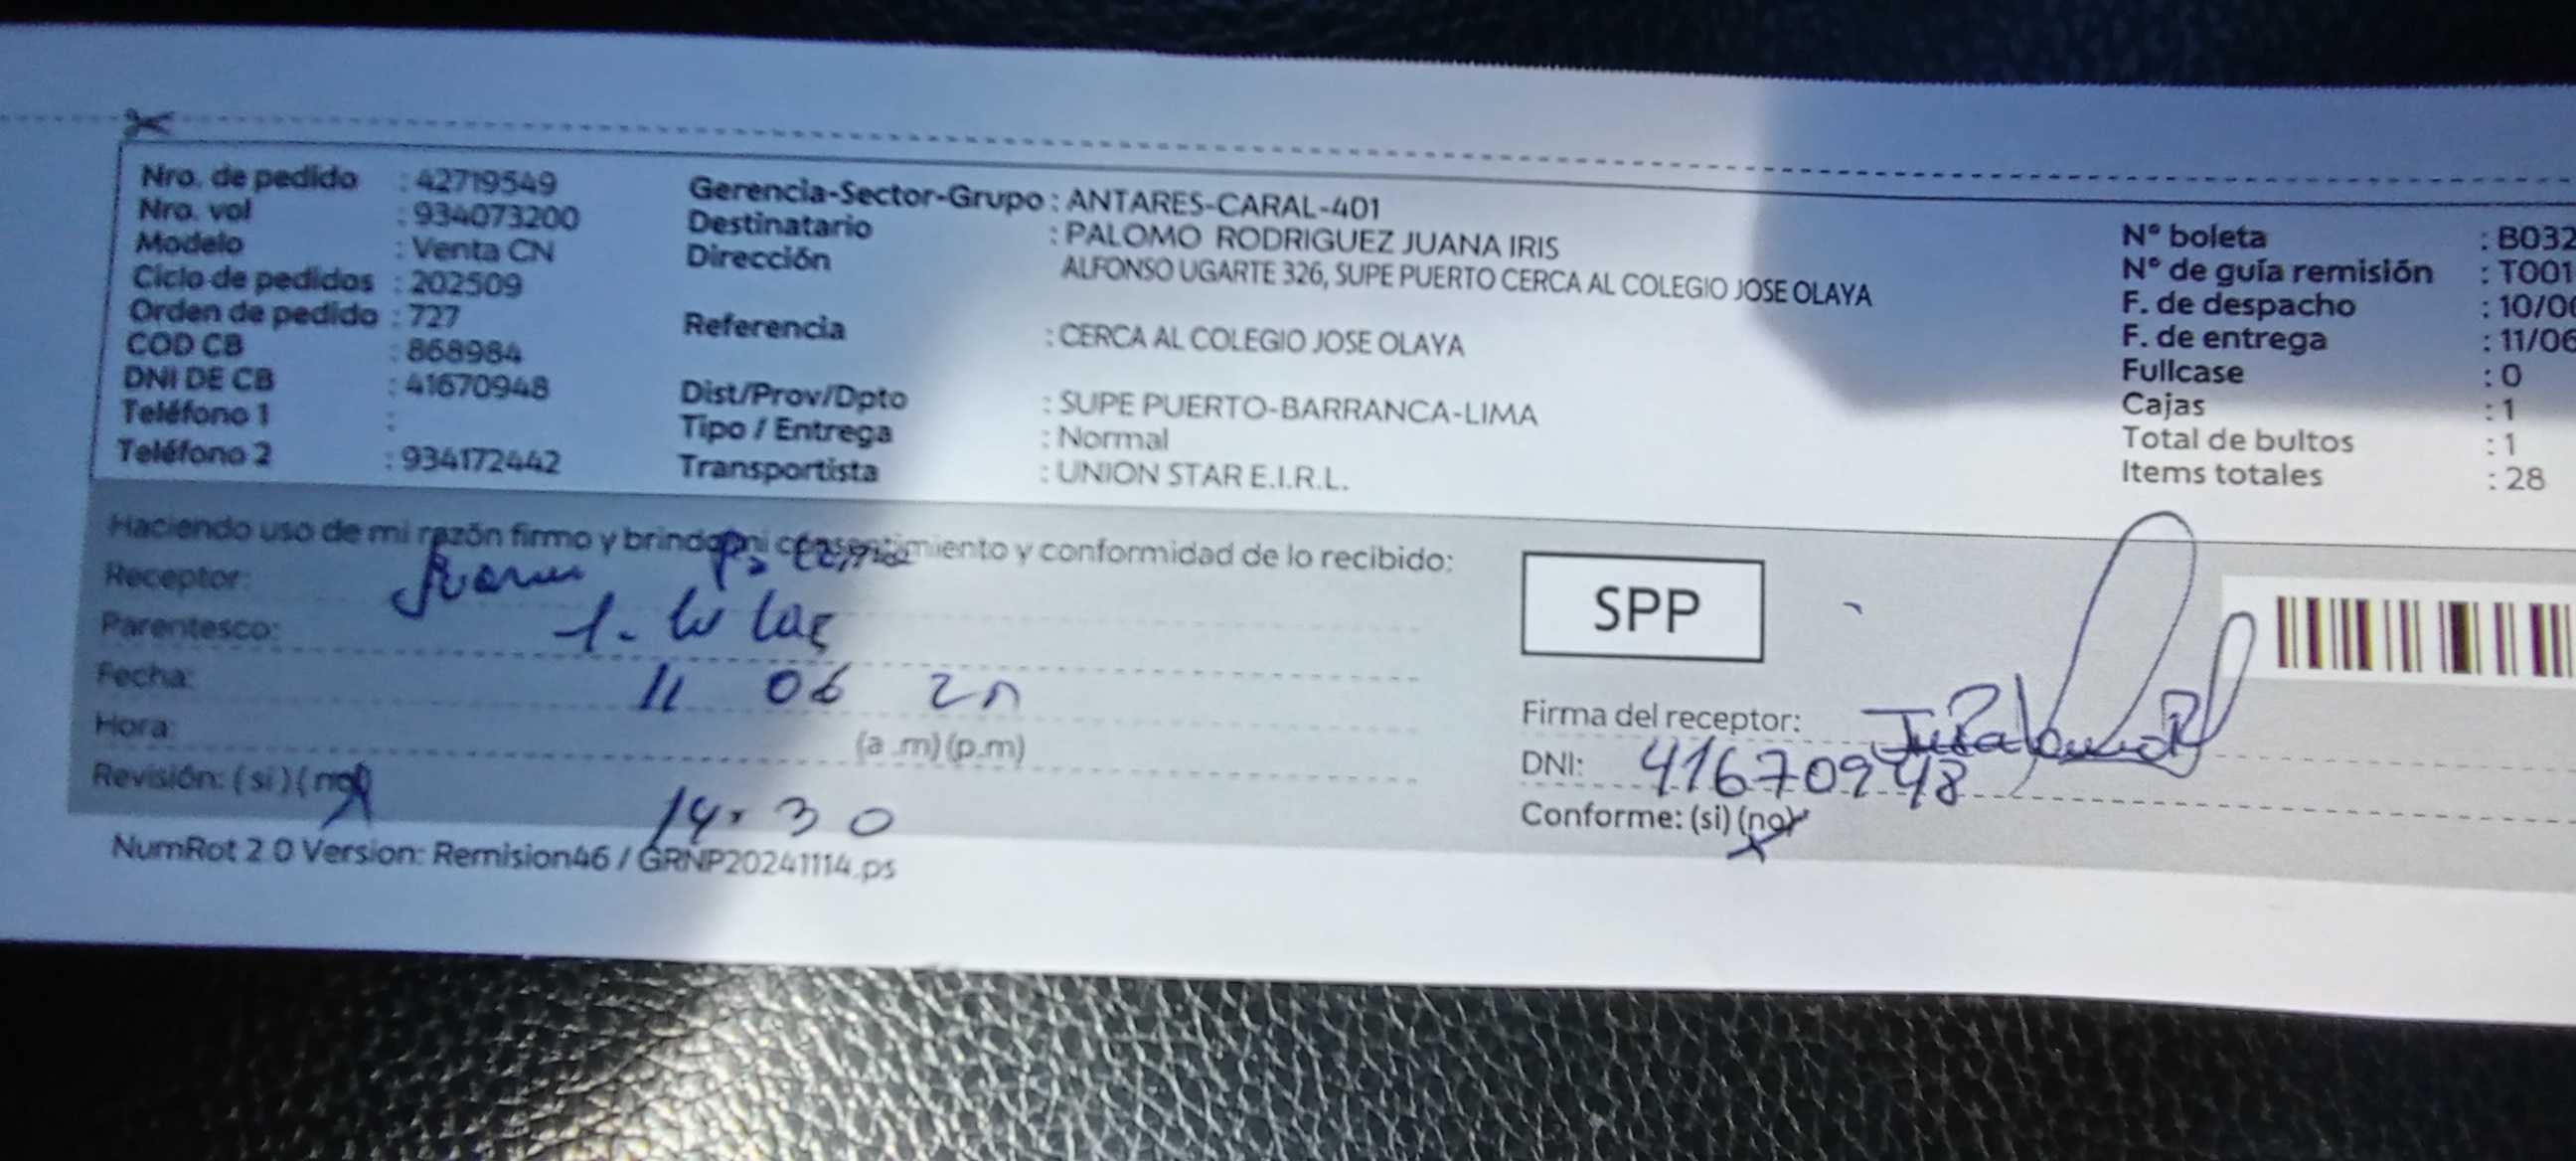 Nro. de pedido : 42719549
Nro. vol : 934073200
Modelo : Venta CN
Ciclo de pedidos : 202509
Orden de pedido : 727
COD CB : 868984
DNI DE CB : 41670948
Teléfono 1 :
Teléfono 2 : 934172442
Gerencia-Sector-Grupo : ANTARES-CARAL-401
Destinatario : PALOMO RODRIGUEZ JUANA IRIS
Dirección ALFONSO UGARTE 326, SUPE PUERTO CERCA AL COLEGIO JOSE OLAYA
Referencia : CERCA AL COLEGIO JOSE OLAYA
Dist/Prov/Dpto : SUPE PUERTO-BARRANCA-LIMA
Tipo / Entrega : Normal
Transportista : UNION STAR E.I.R.L.
N° boleta : B032
N° de guía remisión : T001
F. de despacho : 10/06
F. de entrega : 11/06
Fullcase : 0
Cajas : 1
Total de bultos : 1
Items totales : 28
Haciendo uso de mi razón firmo y brindo mi consentimiento y conformidad de lo recibido:
Receptor:
Parentesco:
Fecha: 11 06
Hora: (a .m) (p.m)
Revisión: ( si ) ( no )
14:30
NumRot 2.0 Version: Remision46 / GRNP20241114.ps
SPP
Firma del receptor:
DNI: 41670948
Conforme: (si) (no)